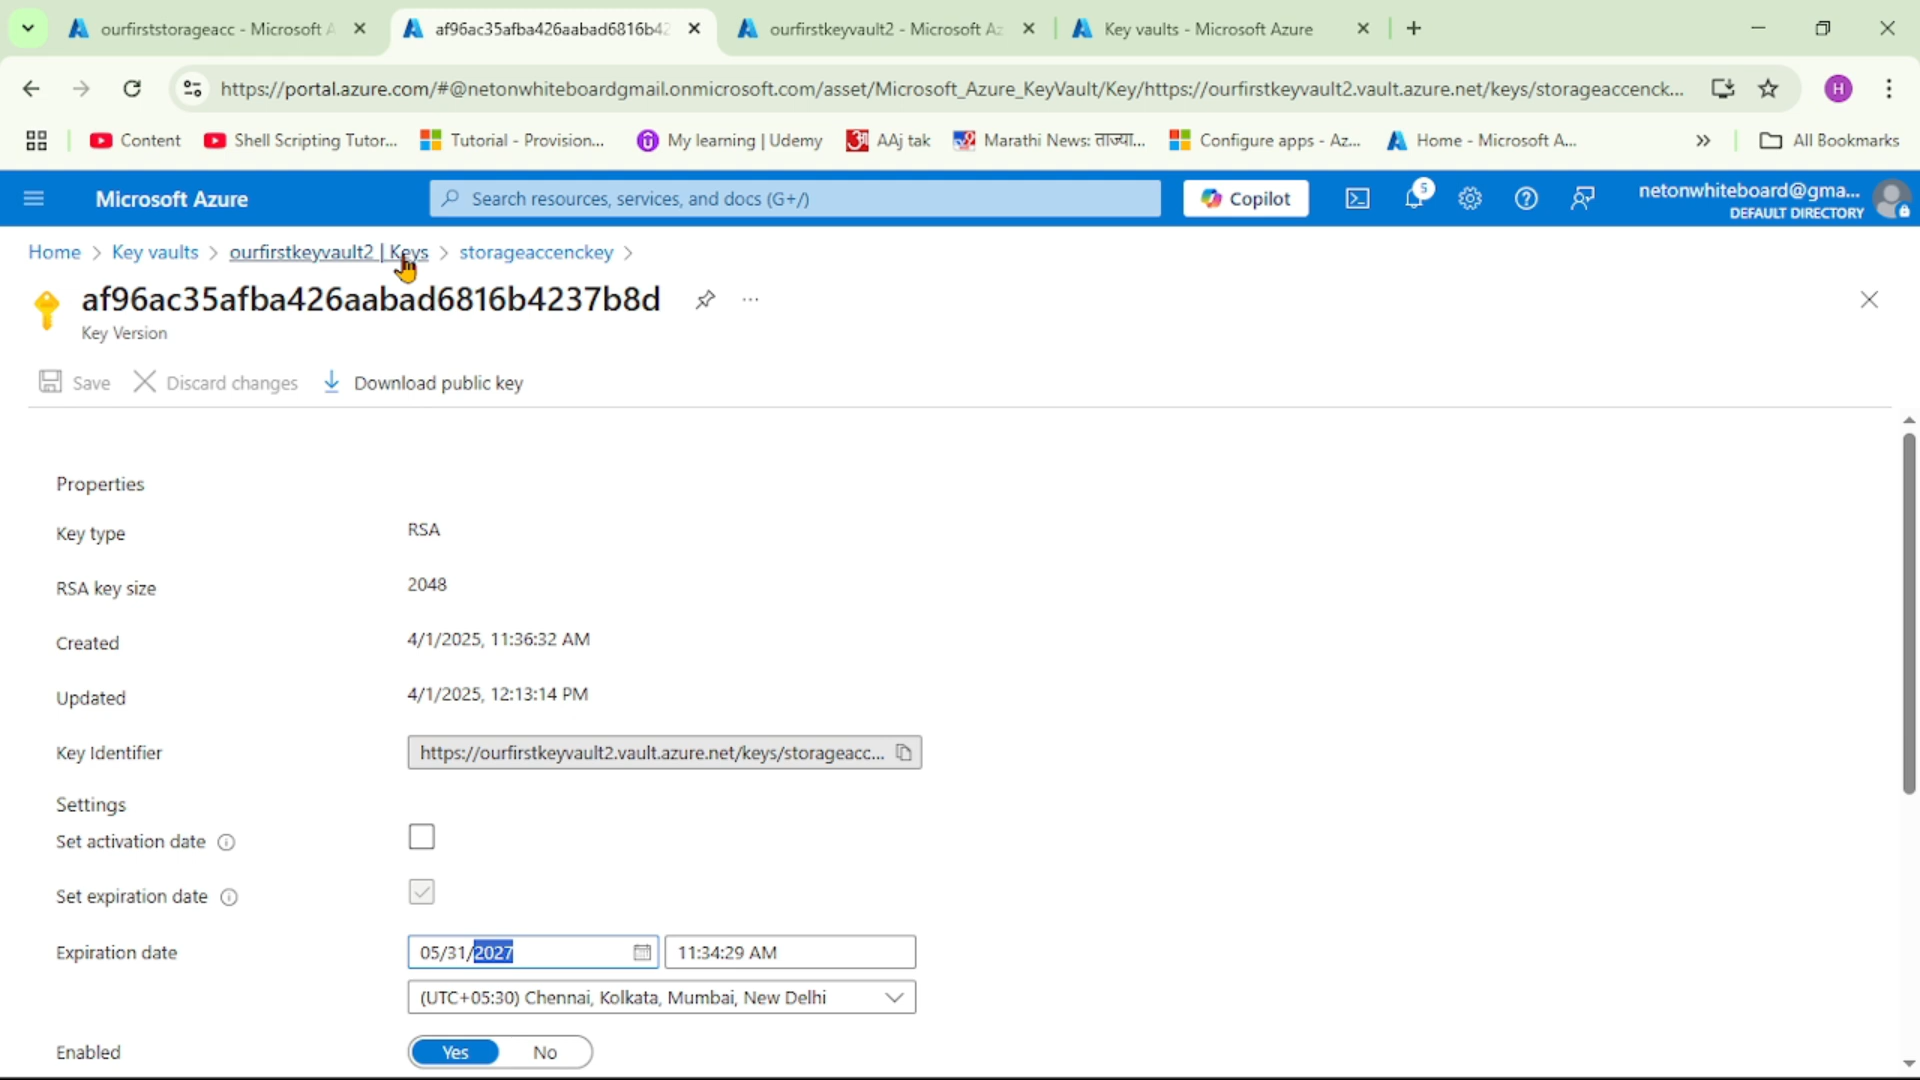 ourfirststorageacc - Microsoft A
af96ac35afba426aabad6816b42
ourfirstkeyvault2 - Microsoft Az
Key vaults - Microsoft Azure
https://portal.azure.com/#@netonwhiteboardgmail.onmicrosoft.com/asset/Microsoft_Azure_KeyVault/Key/https://ourfirstkeyvault2.vault.azure.net/keys/storageaccenck...
H
Content
Shell Scripting Tutor...
Tutorial - Provision...
My learning | Udemy
AAj tak
Marathi News: ताज्या...
Configure apps - Az...
Home - Microsoft A...
All Bookmarks
Microsoft Azure
Search resources, services, and docs (G+/)
Copilot
5
netonwhiteboard@gma...
DEFAULT DIRECTORY
Home > Key vaults > ourfirstkeyvault2 | Keys > storageaccenckey >
af96ac35afba426aabad6816b4237b8d
Key Version
Save
Discard changes
Download public key
Properties
Key type
RSA
RSA key size
2048
Created
4/1/2025, 11:36:32 AM
Updated
4/1/2025, 12:13:14 PM
Key Identifier
https://ourfirstkeyvault2.vault.azure.net/keys/storageacc...
Settings
Set activation date
Set expiration date
Expiration date
05/31/2027
11:34:29 AM
(UTC+05:30) Chennai, Kolkata, Mumbai, New Delhi
Enabled
Yes
No